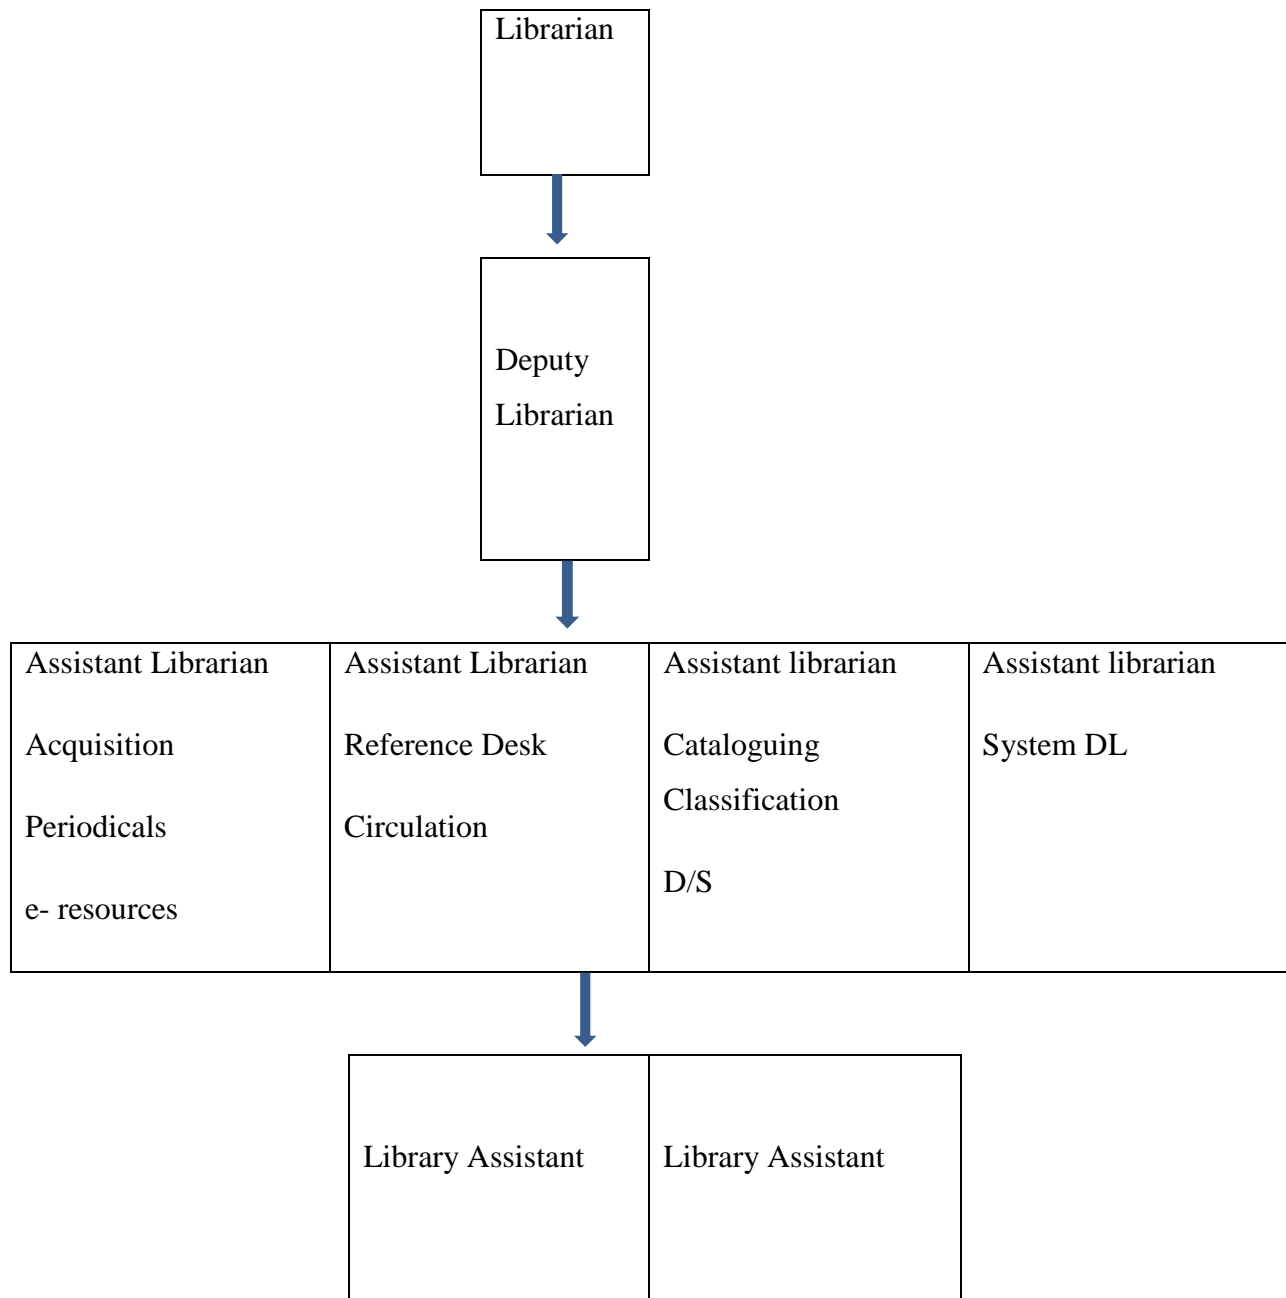 Librarian
Deputy
Librarian
Assistant Librarian
Acquisition
Periodicals
e- resources
Assistant Librarian
Reference Desk
Circulation
Assistant librarian
Cataloguing
Classification
D/S
Assistant librarian
System DL
Library Assistant
Library Assistant